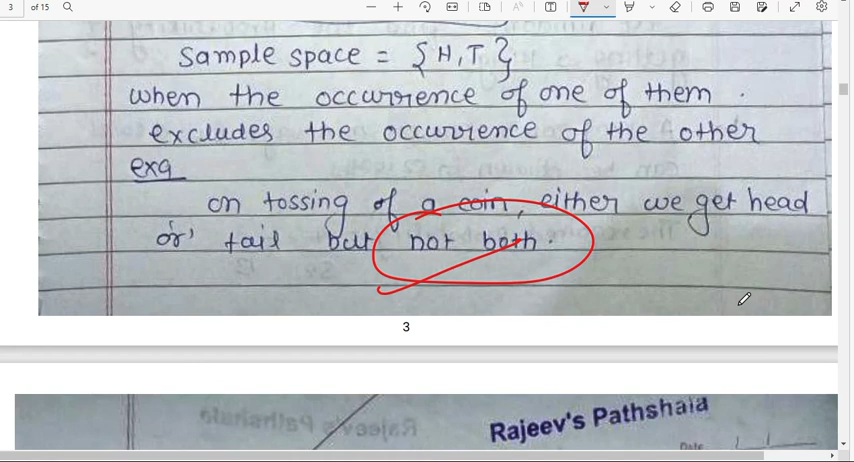 3 of 15
Sample space = {H, T}
when the occurrence of one of them.
excludes the occurrence of the other
exa
on tossing of a coin, either we get head
'or' tail but not both.
3
Rajeev's Pathshala
Date